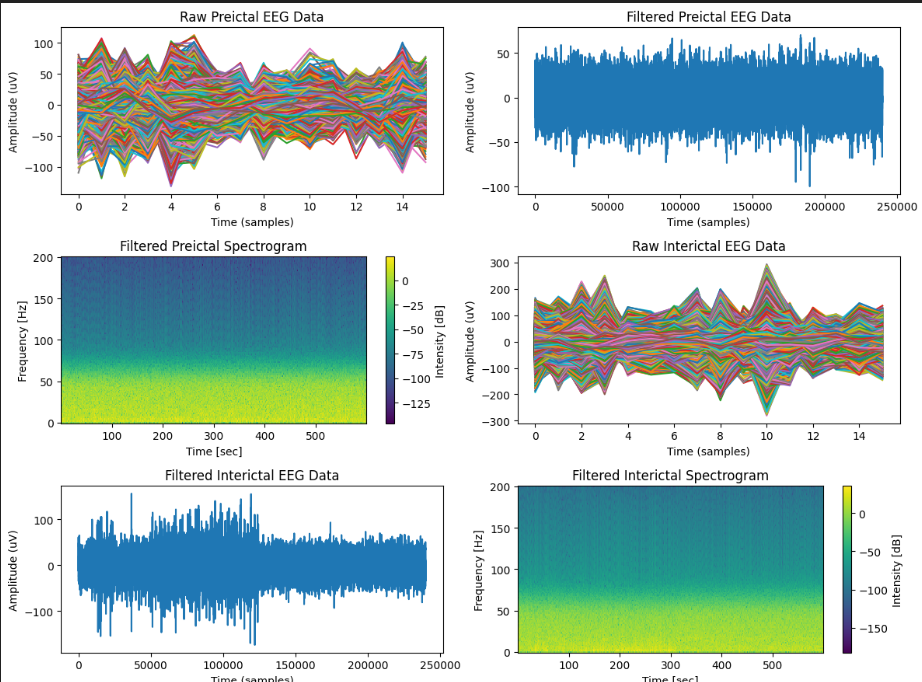 Raw Preictal EEG Data
Amplitude (uV)
100
50
0
−50
−100
0 2 4 6 8 10 12 14
Time (samples)
Filtered Preictal EEG Data
Amplitude (uV)
50
0
−50
−100
0 50000 100000 150000 200000 250000
Time (samples)
Filtered Preictal Spectrogram
Frequency [Hz]
200
150
100
50
0
100 200 300 400 500
Time [sec]
0
−25
−50
−75
−100
−125
Intensity [dB]
Raw Interictal EEG Data
Amplitude (uV)
300
200
100
0
−100
−200
−300
0 2 4 6 8 10 12 14
Time (samples)
Filtered Interictal EEG Data
Amplitude (uV)
100
0
−100
0 50000 100000 150000 200000 250000
Time (samples)
Filtered Interictal Spectrogram
Frequency [Hz]
200
150
100
50
0
100 200 300 400 500
Time [sec]
0
−50
−100
−150
Intensity [dB]